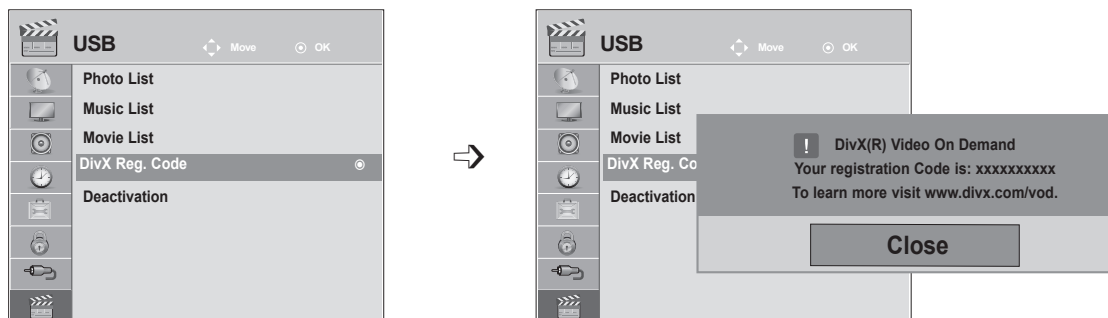 USB
Move
OK
Photo List
Music List
Movie List
DivX Reg. Code
Deactivation
USB
Move
OK
Photo List
Music List
Movie List
DivX Reg. Co
Deactivation
! DivX(R) Video On Demand
Your registration Code is: xxxxxxxxxx
To learn more visit www.divx.com/vod.
Close